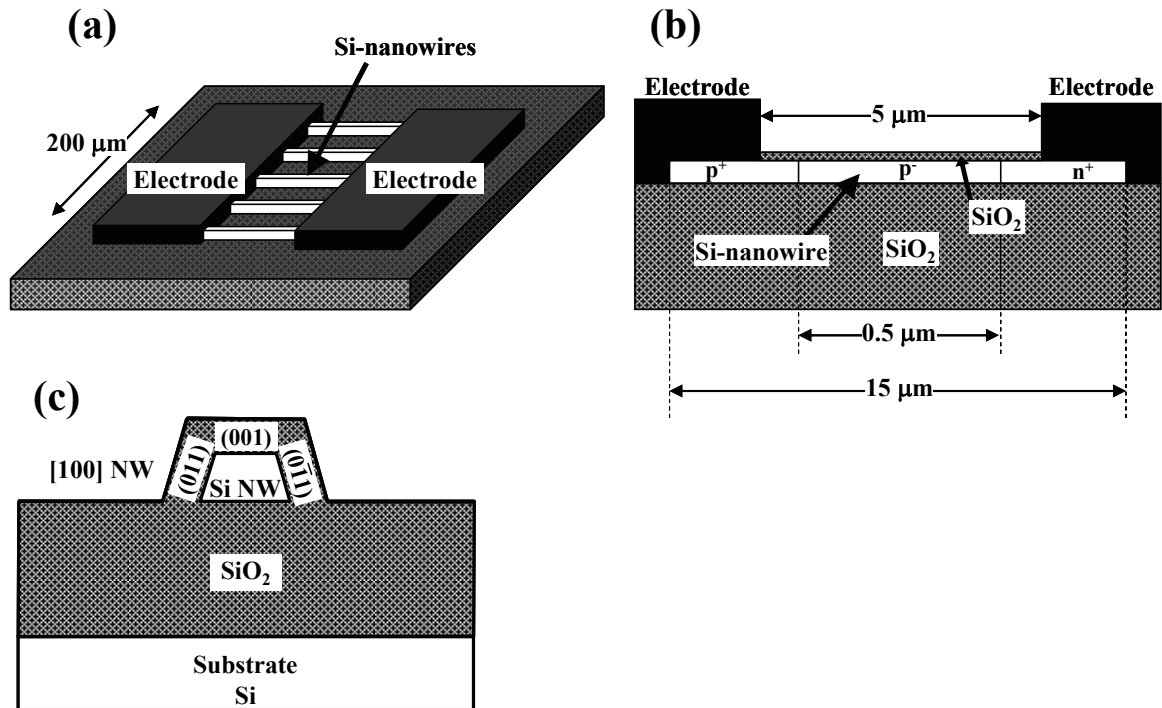 (a)
Si-nanowires
200 μm
Electrode
Electrode
(b)
Electrode
Electrode
5 μm
p+
p-
n+
SiO2
Si-nanowire
SiO2
0.5 μm
15 μm
(c)
[100] NW
(001)
(011)
(01̄1)
Si NW
SiO2
Substrate
Si